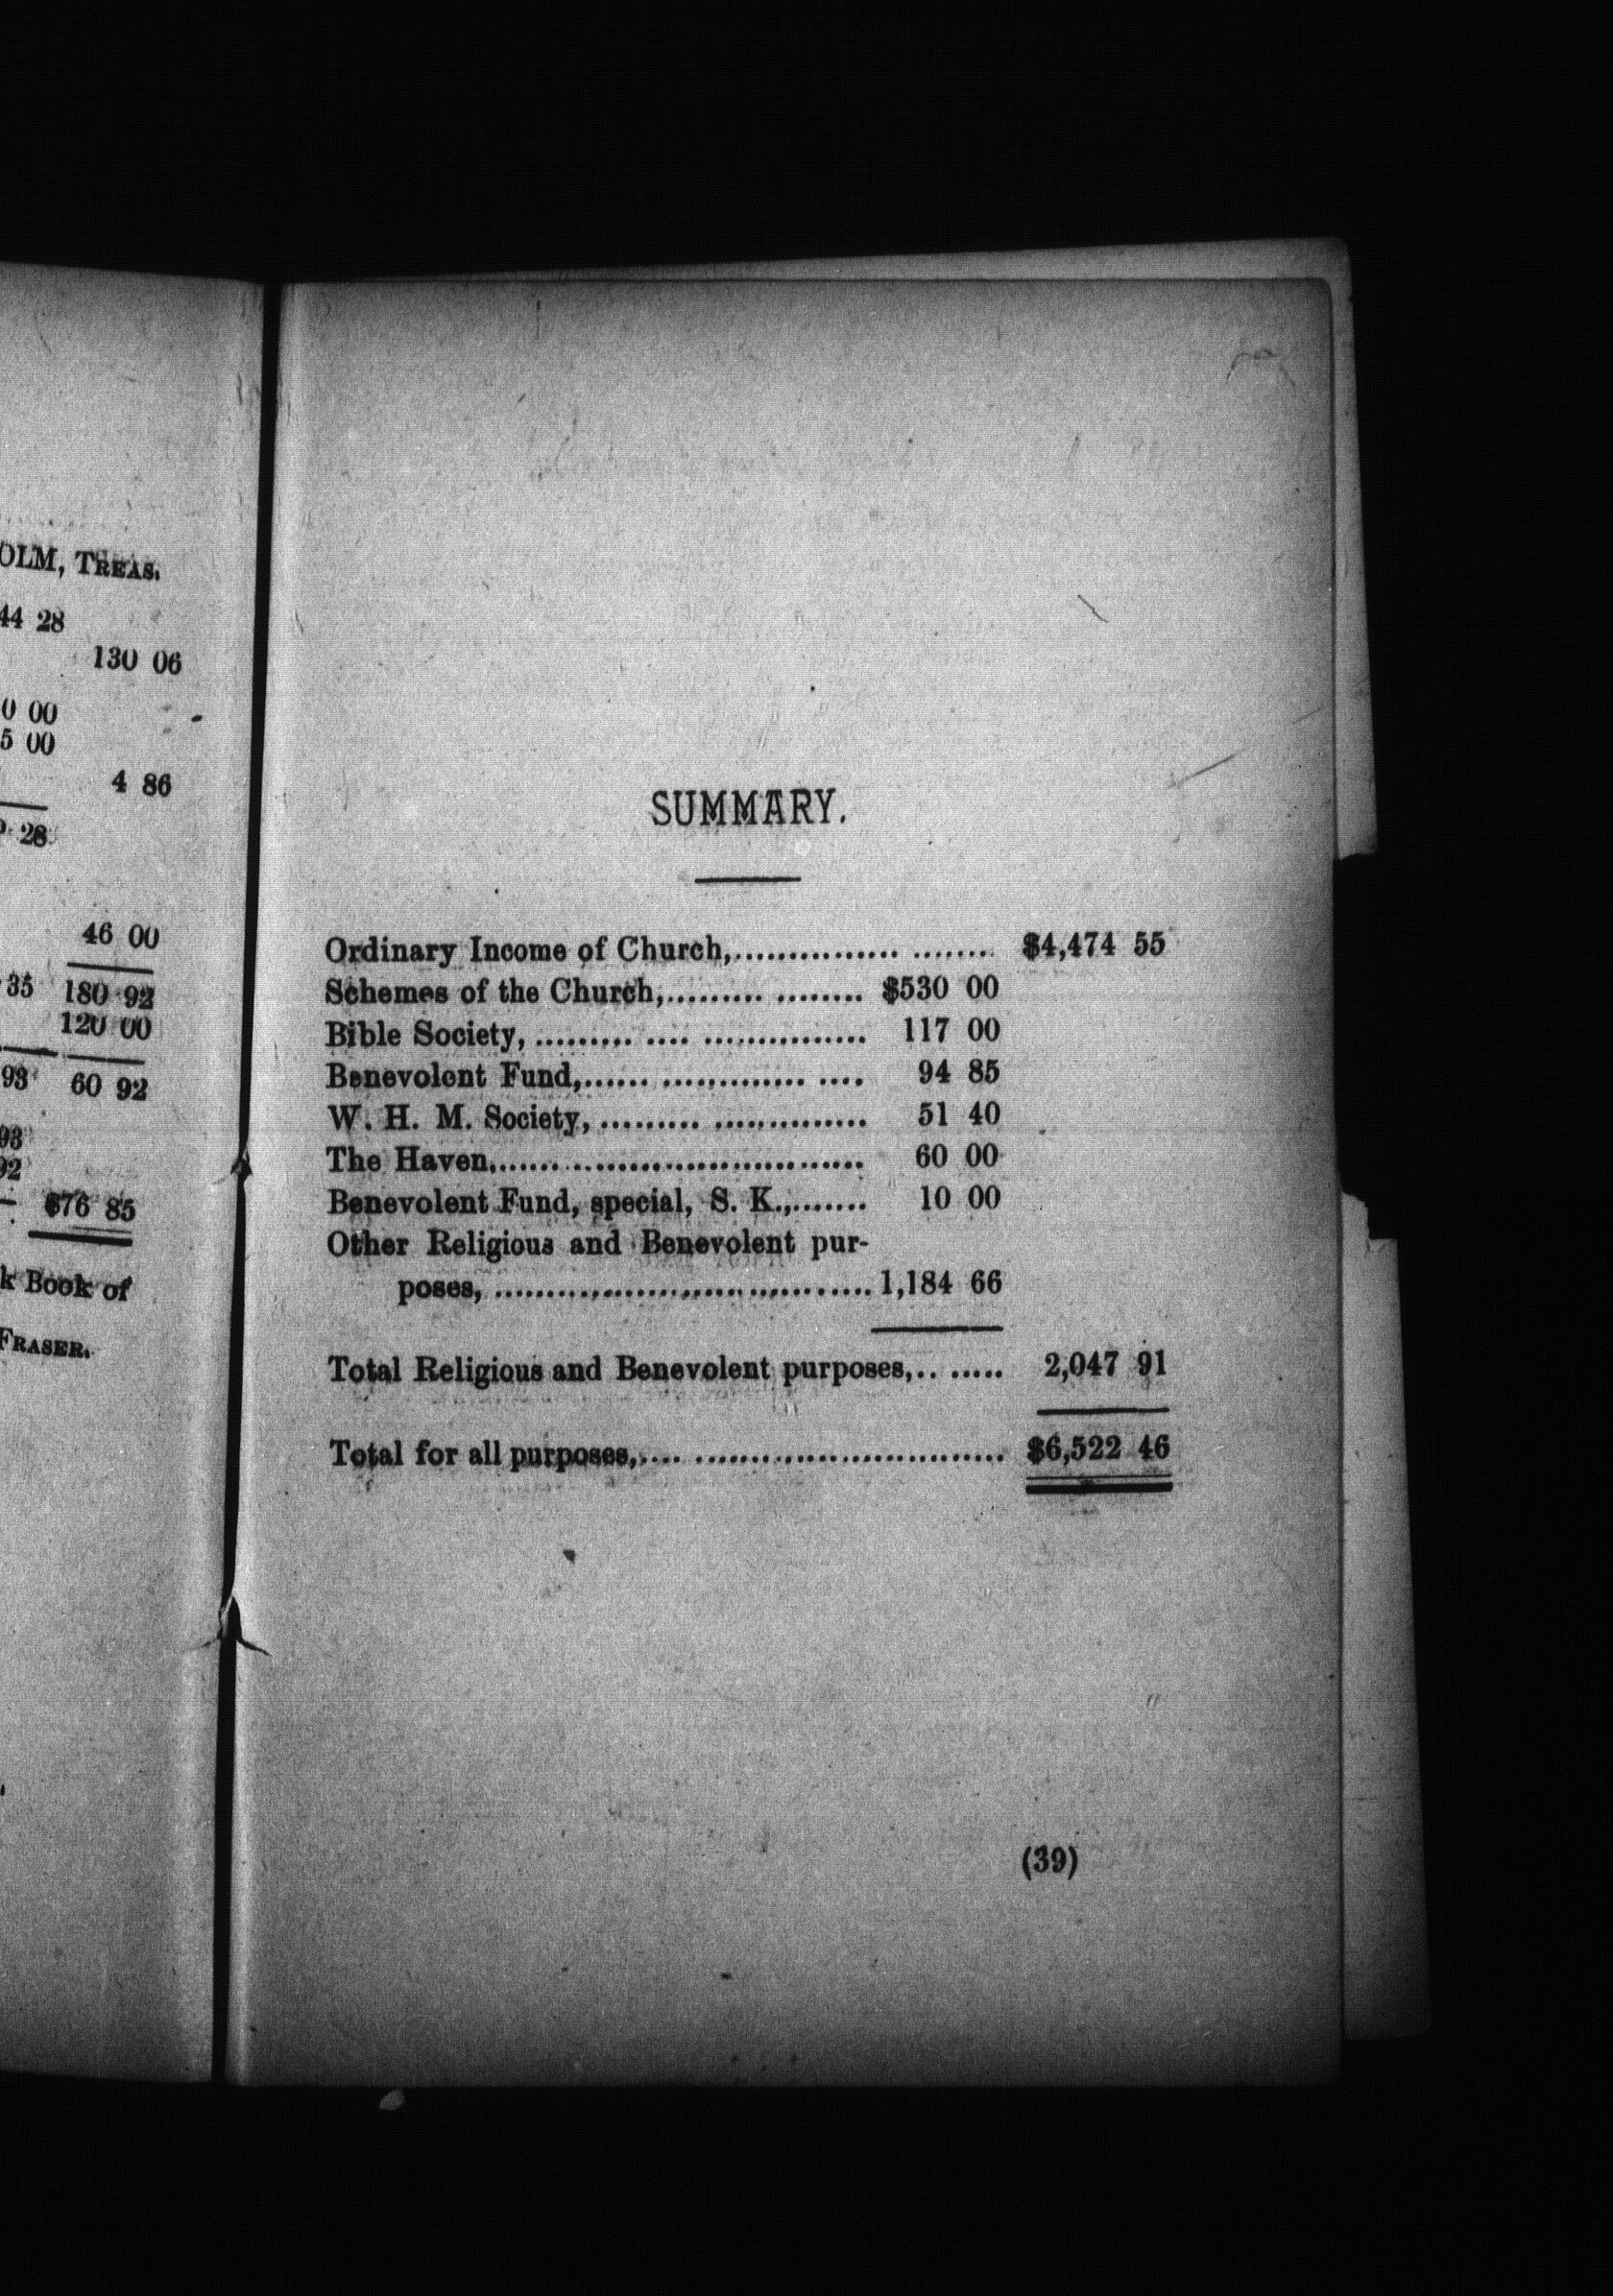 OLM, TREAS.
44 28
130 06
0 00
5 00
4 86
28
46 00
35 180 92
120 00
93 60 92
93
92
$76 85
k Book of
FRASER.
SUMMARY.
Ordinary Income of Church,............... ........ $4,474 55
Schemes of the Church,......... ........ $530 00
Bible Society, ......... .... ............... 117 00
Benevolent Fund,...... ............. .... 94 85
W. H. M. Society, ......... .............. 51 40
The Haven,................................... 60 00
Benevolent Fund, special, S. K.,....... 10 00
Other Religious and Benevolent pur-
poses, .................................... 1,184 66
Total Religious and Benevolent purposes,.. ..... 2,047 91
Total for all purposes,.... .............................. $6,522 46
(39)